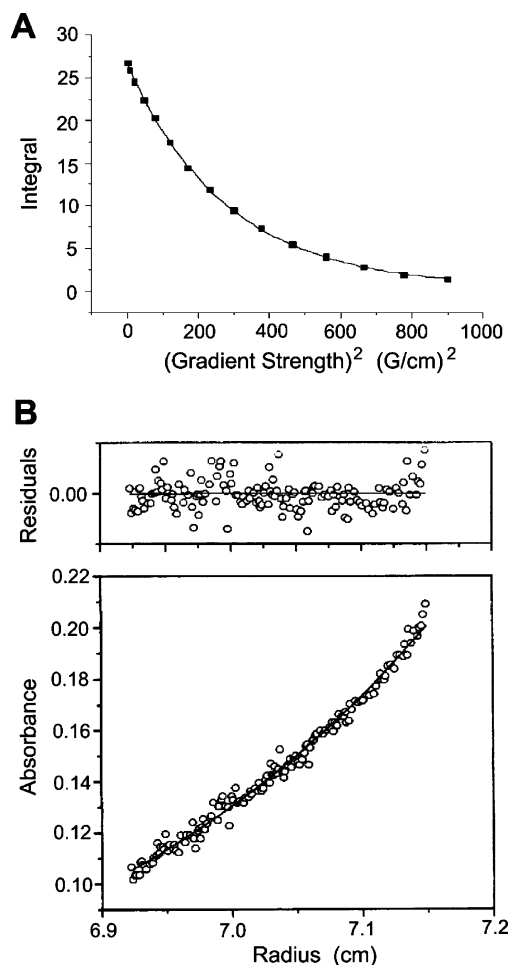 A
30
25
20
15
10
5
0
Integral
0 200 400 600 800 1000
(Gradient Strength)² (G/cm)²
B
Residuals
0.00
0.22
0.20
0.18
0.16
0.14
0.12
0.10
Absorbance
6.9 7.0 7.1 7.2
Radius (cm)